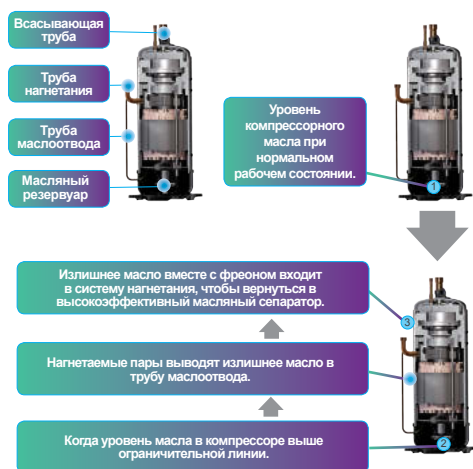 Всасывающая
труба
Труба
нагнетания
Труба
маслоотвода
Масляный
резервуар
Уровень
компрессорного
масла при
нормальном
рабочем состоянии.
1
Излишнее масло вместе с фреоном входит
в систему нагнетания, чтобы вернуться в
высокоэффективный масляный сепаратор.
3
Нагнетаемые пары выводят излишнее масло в
трубу маслоотвода.
Когда уровень масла в компрессоре выше
ограничительной линии.
2